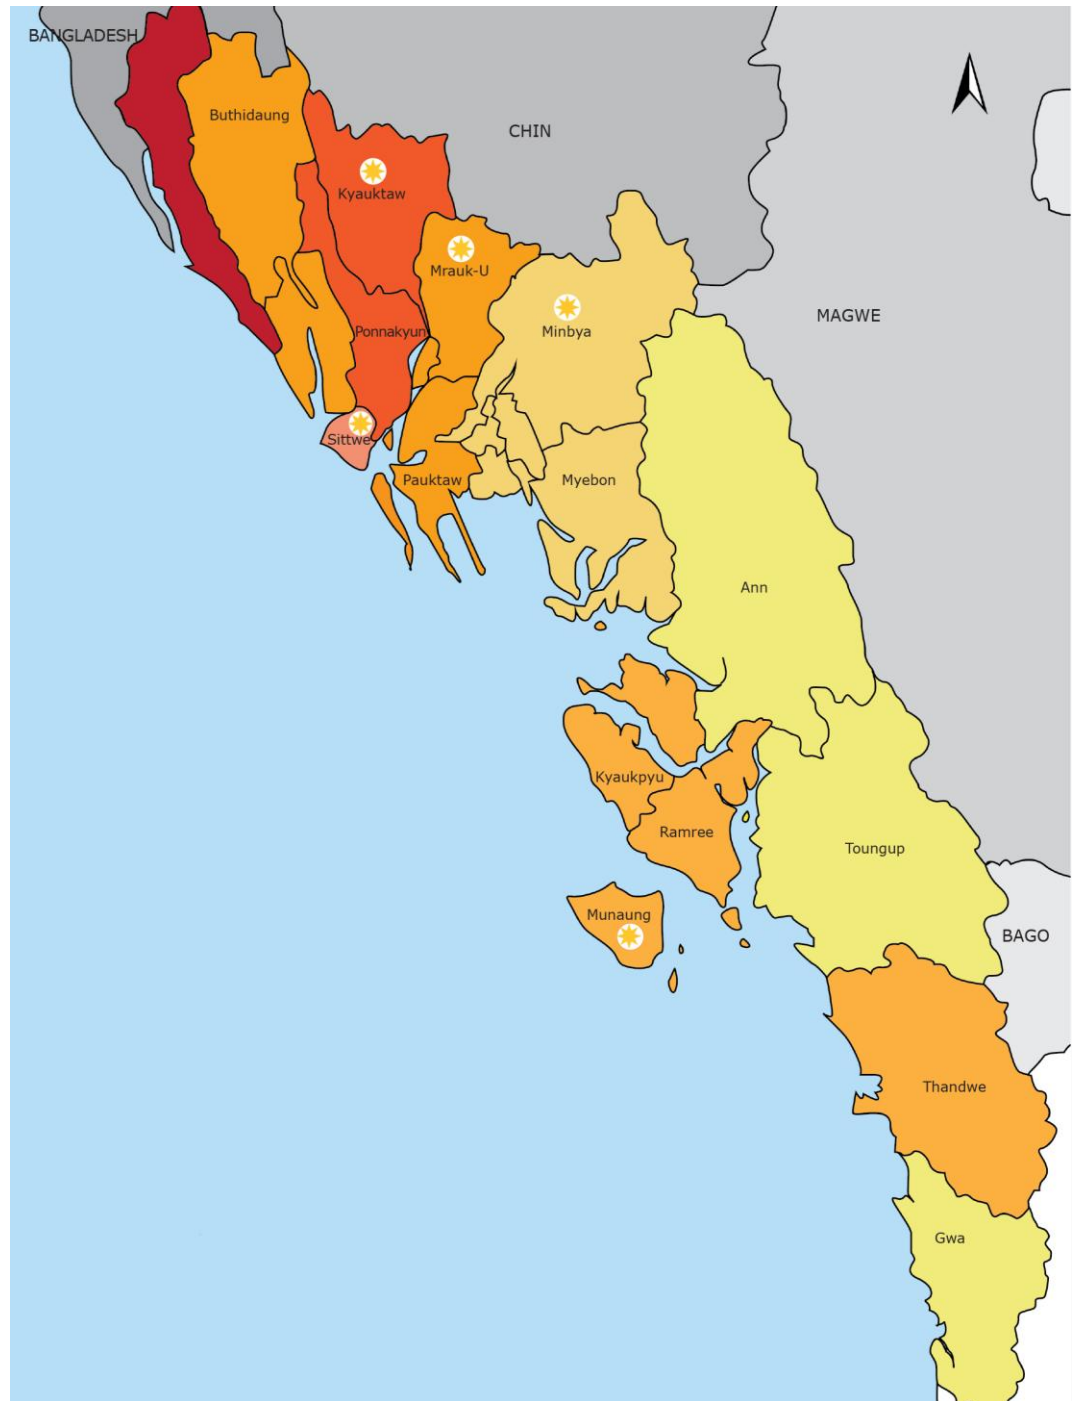 BANGLADESH
Buthidaung
CHIN
Kyauktaw
Mrauk-U
MAGWE
Minbya
Ponnakyun
Sittwe
Pauktaw
Myebon
Ann
Kyaukpyu
Ramree
Toungup
Munaung
BAGO
Thandwe
Gwa